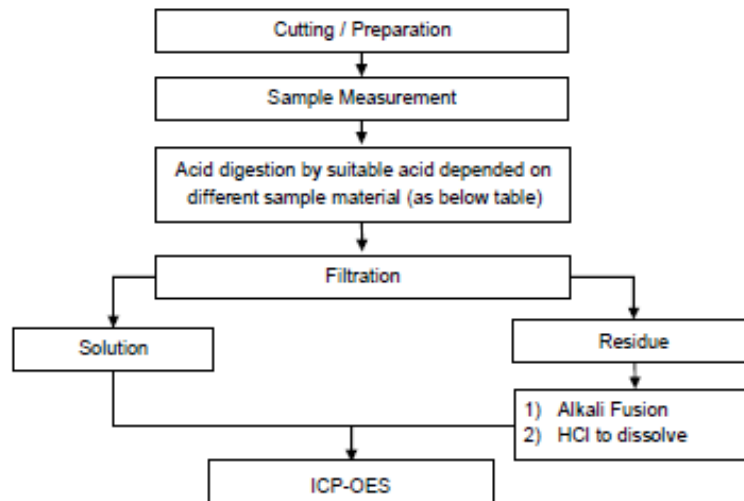 Cutting / Preparation
Sample Measurement
Acid digestion by suitable acid depended on
different sample material (as below table)
Filtration
Solution
Residue
1) Alkali Fusion
2) HCl to dissolve
ICP-OES